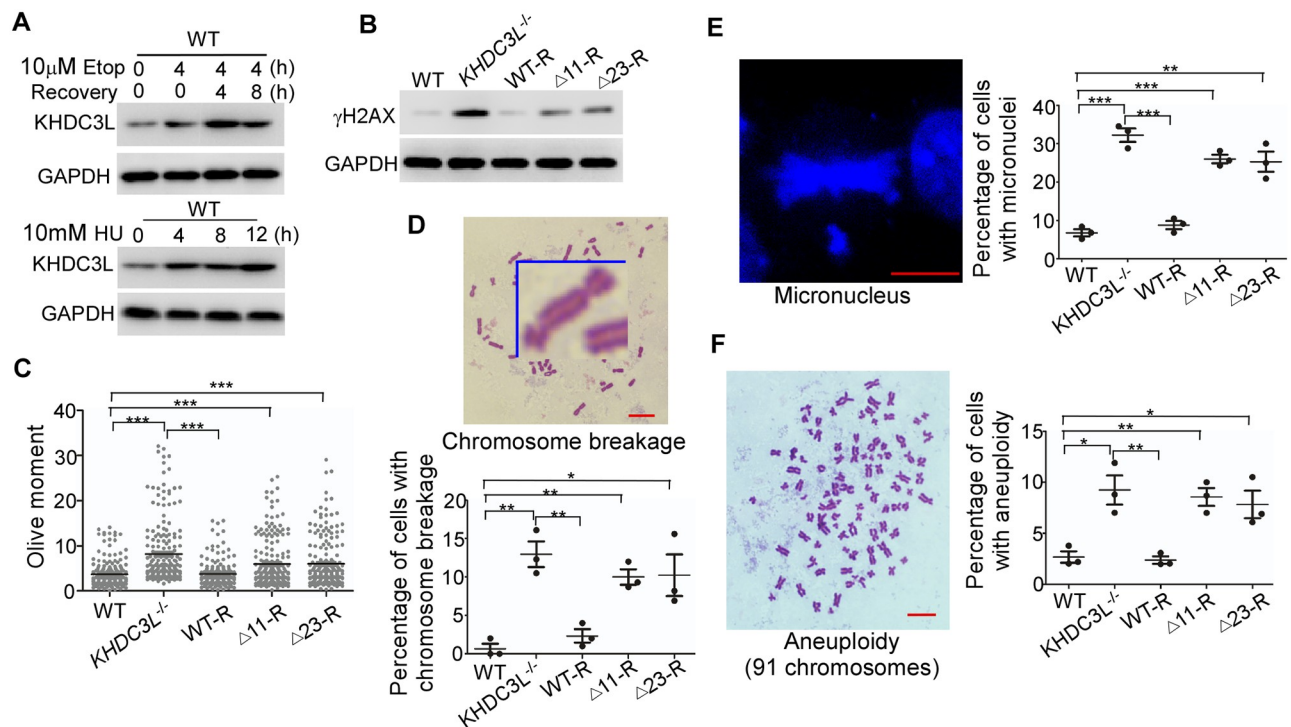 A
WT
10μM Etop 0 4 4 4 (h)
Recovery 0 0 4 8 (h)
KHDC3L
GAPDH
WT
10mM HU 0 4 8 12 (h)
KHDC3L
GAPDH
B
WT KHDC3L-/- WT-R △11-R △23-R
γH2AX
GAPDH
C
Olive moment
***
***
*** ***
40
30
20
10
0
WT KHDC3L-/- WT-R △11-R △23-R
D
Chromosome breakage
Percentage of cells with
chromosome breakage
*
**
** **
20
15
10
5
0
WT KHDC3L-/- WT-R △11-R △23-R
E
Micronucleus
Percentage of cells
with micronuclei
**
***
*** ***
40
30
20
10
0
WT KHDC3L-/- WT-R △11-R △23-R
F
Aneuploidy
(91 chromosomes)
Percentage of cells
with aneuploidy
*
**
* **
15
10
5
0
WT KHDC3L-/- WT-R △11-R △23-R